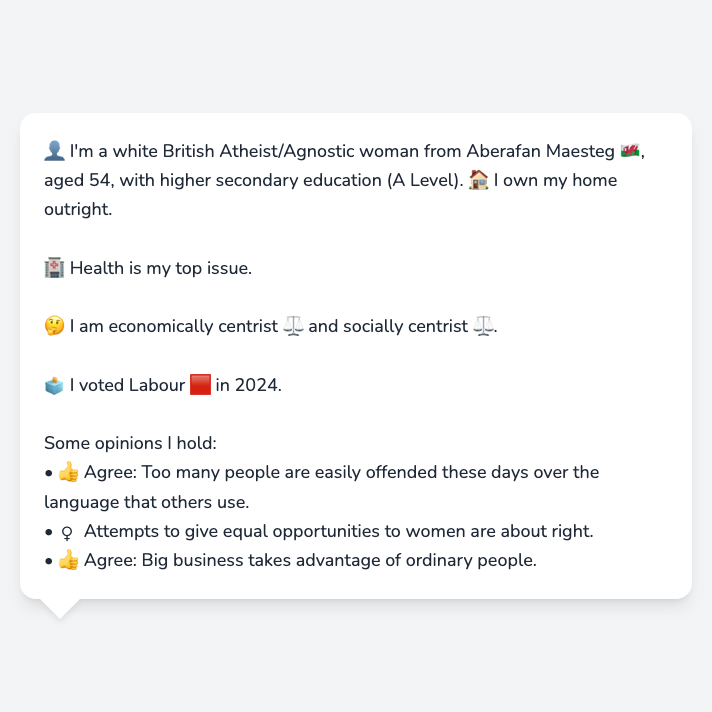 👤 I'm a white British Atheist/Agnostic woman from Aberafan Maesteg 🏴󠁧󠁢󠁷󠁬󠁳󠁿,
aged 54, with higher secondary education (A Level). 🏠 I own my home
outright.
🏥 Health is my top issue.
🤔 I am economically centrist ⚖️ and socially centrist ⚖️.
🗳️ I voted Labour 🟥 in 2024.
Some opinions I hold:
• 👍 Agree: Too many people are easily offended these days over the
language that others use.
• ♀️ Attempts to give equal opportunities to women are about right.
• 👍 Agree: Big business takes advantage of ordinary people.